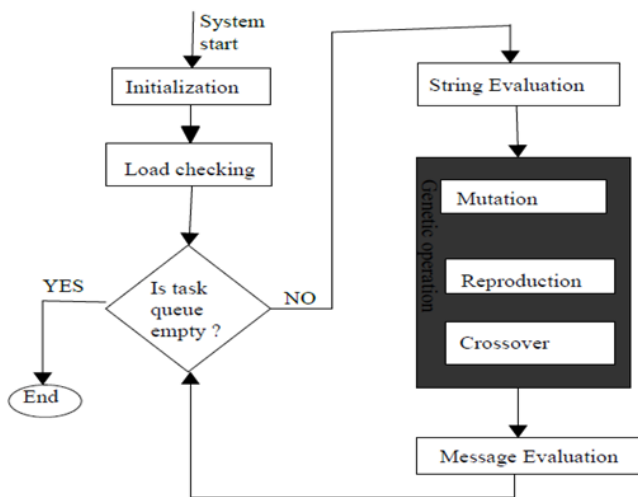 System
start
Initialization
Load checking
Is task
queue
empty ?
YES
End
NO
String Evaluation
Genetic operation
Mutation
Reproduction
Crossover
Message Evaluation